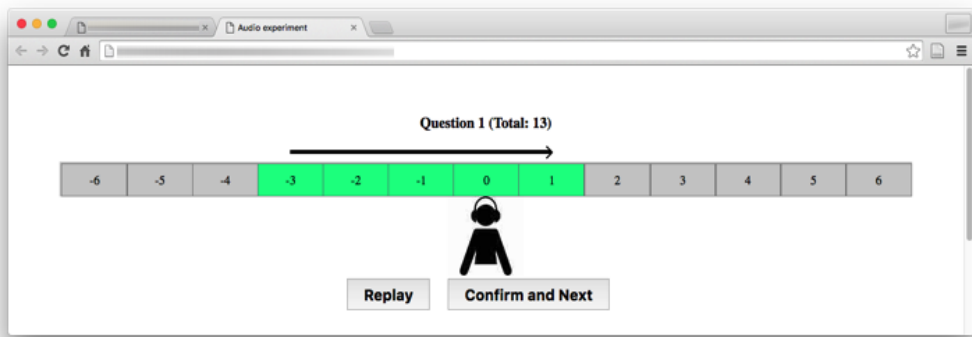 Audio experiment
Question 1 (Total: 13)
-6 -5 -4 -3 -2 -1 0 1 2 3 4 5 6
Replay Confirm and Next